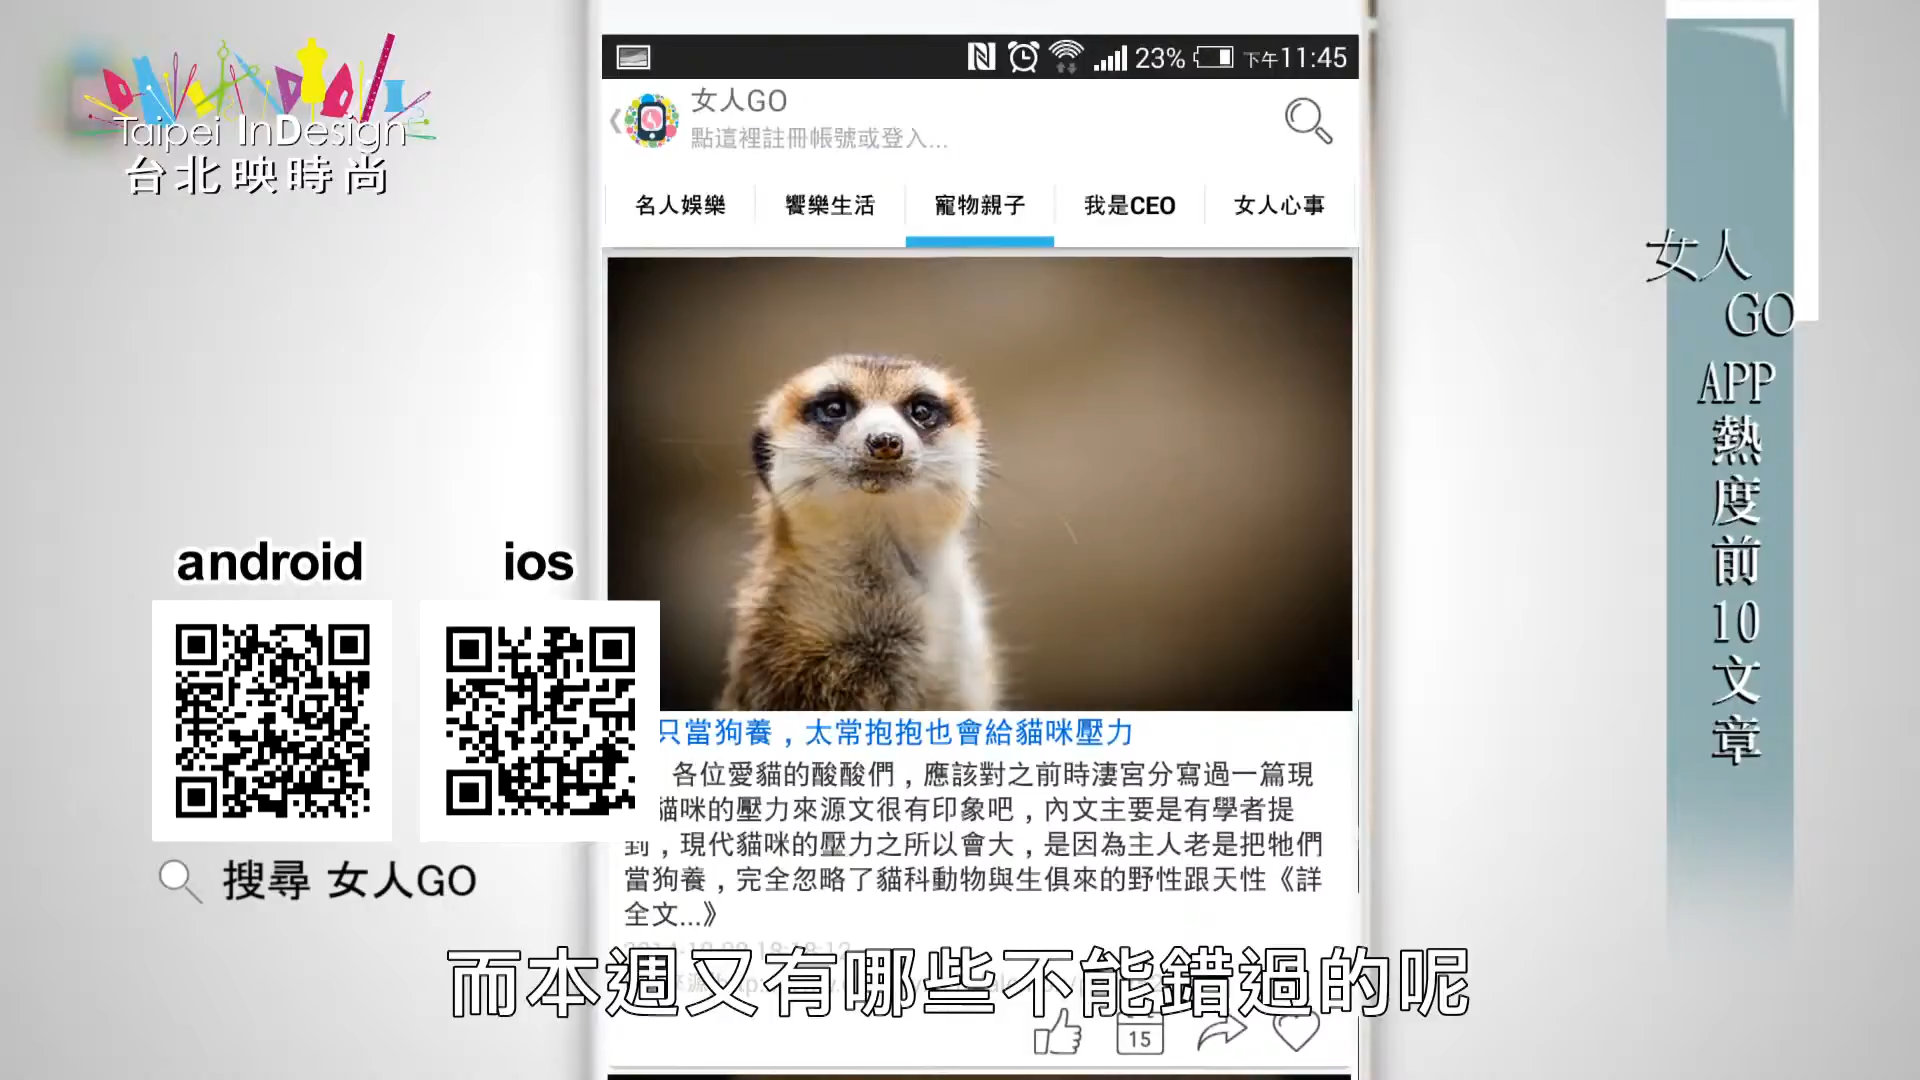 Taipei InDesign
台北映時尚
23% 下午11:45
女人GO
點這裡註冊帳號或登入...
名人娛樂
饗樂生活
寵物親子
我是CEO
女人心事
女人
GO
APP
熱度前10文章
android
ios
只當狗養，太常抱抱也會給貓咪壓力
各位愛貓的酸酸們，應該對之前時淒宮分寫過一篇現
貓咪的壓力來源文很有印象吧，內文主要是有學者提
到，現代貓咪的壓力之所以會大，是因為主人老是把牠們
當狗養，完全忽略了貓科動物與生俱來的野性跟天性《詳
全文...》
搜尋 女人GO
而本週又有哪些不能錯過的呢
15